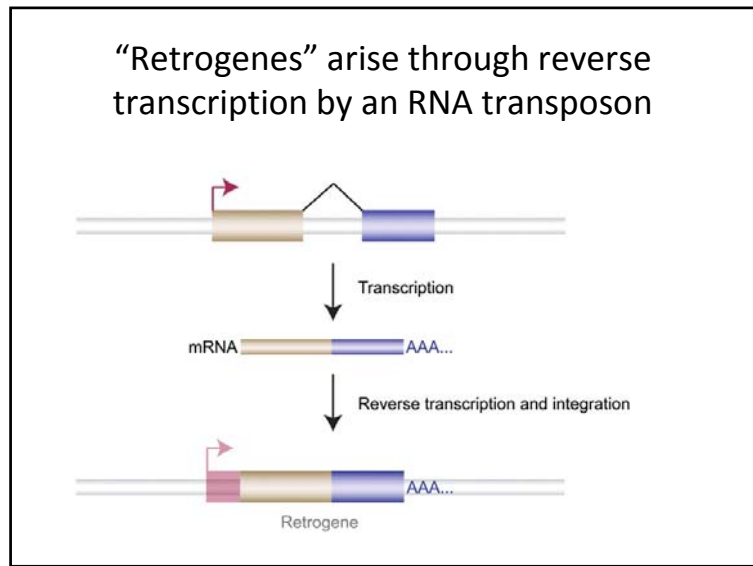 “Retrogenes” arise through reverse
transcription by an RNA transposon
Transcription
mRNA
AAA...
Reverse transcription and integration
AAA...
Retrogene